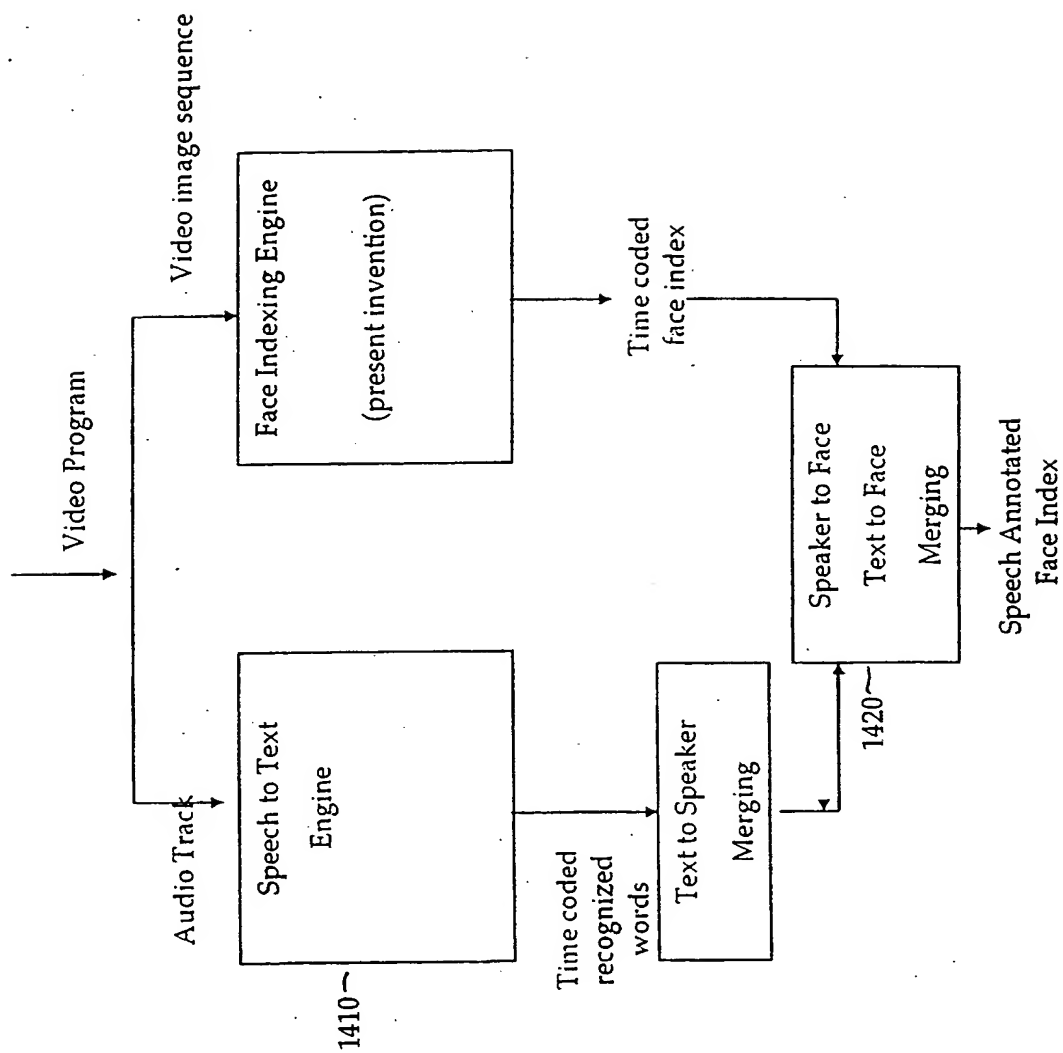 Video Program
Audio Track
Video image sequence
1410
Speech to Text
Engine
Face Indexing Engine
(present invention)
Time coded
recognized
words
Time coded
face index
Text to Speaker
Merging
1420
Speaker to Face
Text to Face
Merging
Speech Annotated
Face Index